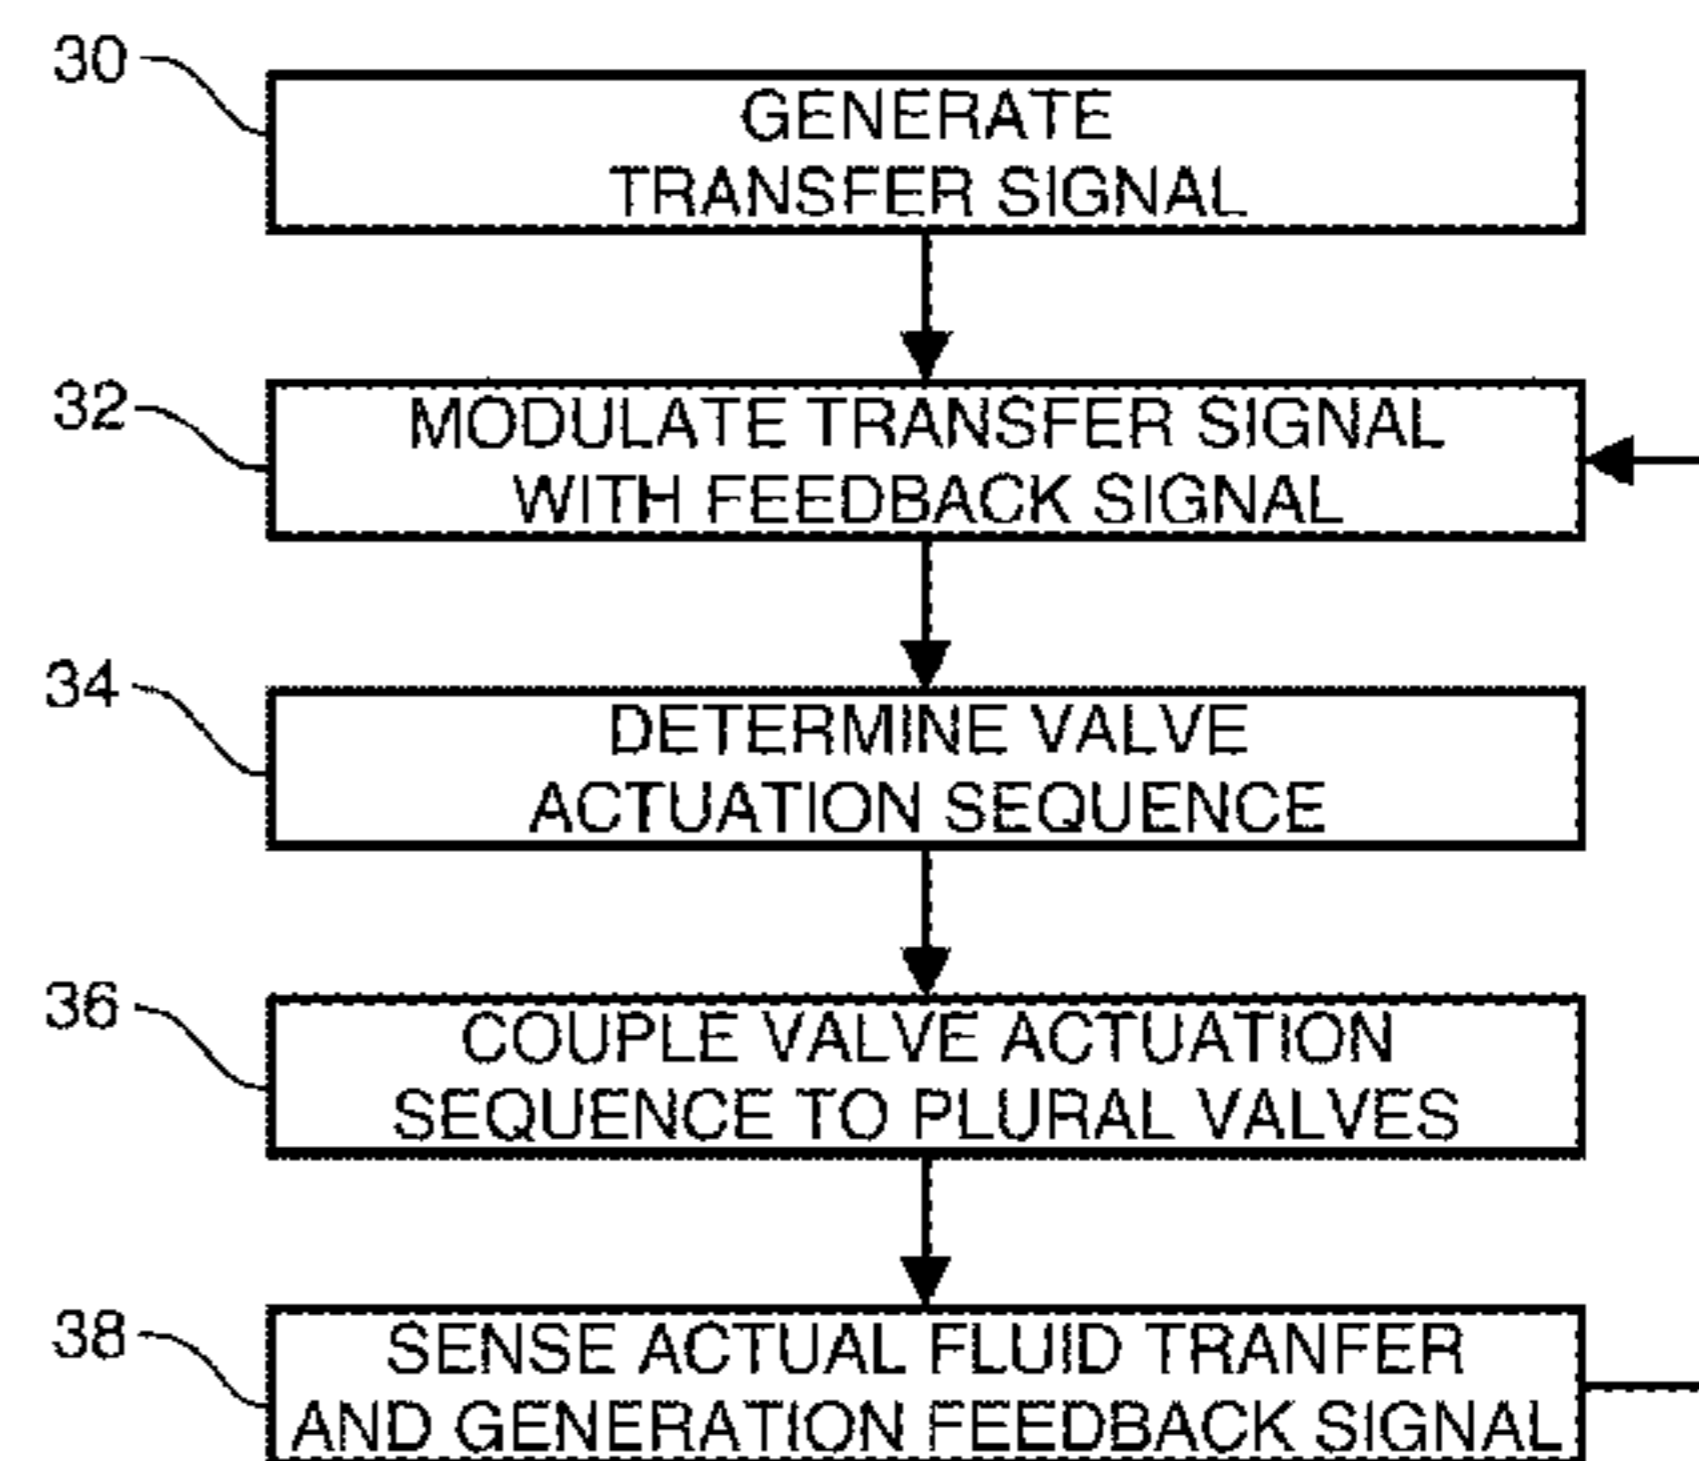 30
GENERATE
TRANSFER SIGNAL
32
MODULATE TRANSFER SIGNAL
WITH FEEDBACK SIGNAL
34
DETERMINE VALVE
ACTUATION SEQUENCE
36
COUPLE VALVE ACTUATION
SEQUENCE TO PLURAL VALVES
38
SENSE ACTUAL FLUID TRANFER
AND GENERATION FEEDBACK SIGNAL